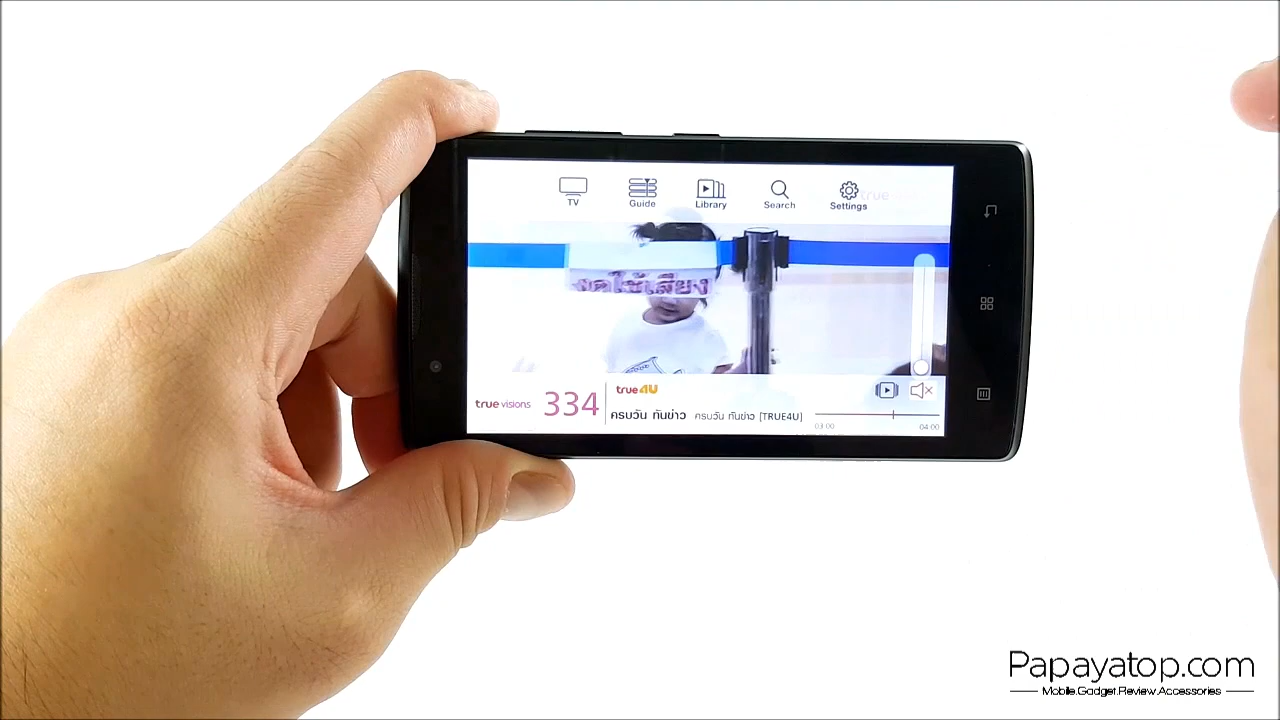 TV Guide Library Search Settings
true
งดใช้เสียง
true visions 334 true4U
ครบวัน ทันข่าว ครบวัน ทันข่าว [TRUE4U]
03:00 04:00
Papayatop.com
Mobile.Gadget.Review.Accessories